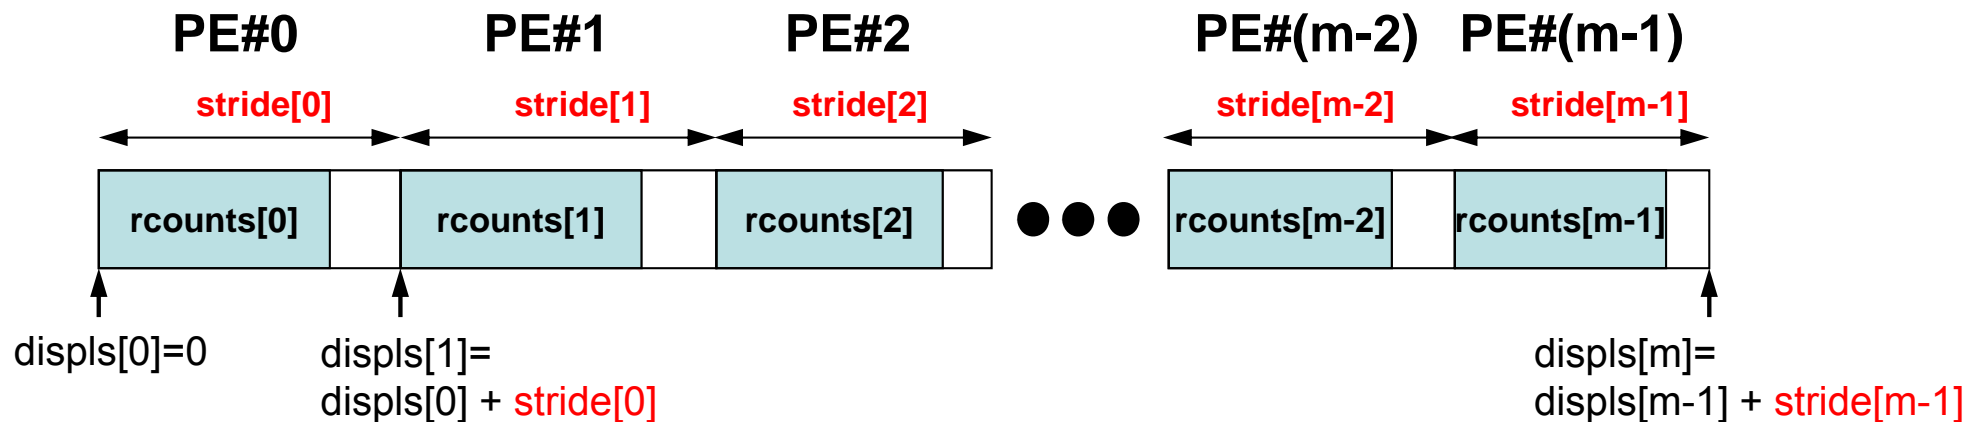 PE#0 PE#1 PE#2 PE#(m-2) PE#(m-1)
stride[0] stride[1] stride[2] stride[m-2] stride[m-1]
rcounts[0] rcounts[1] rcounts[2] rcounts[m-2] rcounts[m-1]
displs[0]=0 displs[1]= displs[m]=
displs[0] + stride[0] displs[m-1] + stride[m-1]